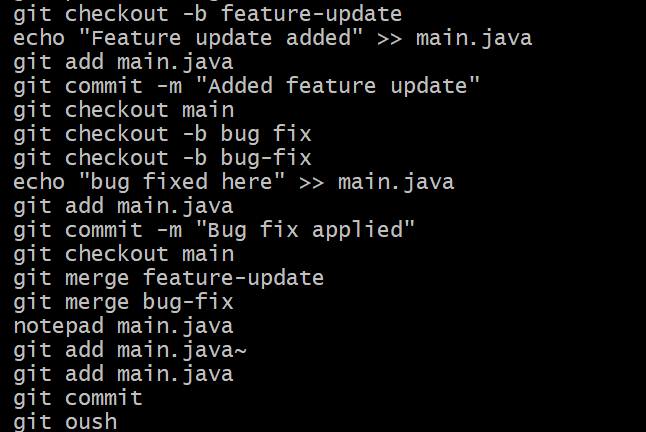 git checkout -b feature-update
echo "Feature update added" >> main.java
git add main.java
git commit -m "Added feature update"
git checkout main
git checkout -b bug fix
git checkout -b bug-fix
echo "bug fixed here" >> main.java
git add main.java
git commit -m "Bug fix applied"
git checkout main
git merge feature-update
git merge bug-fix
notepad main.java
git add main.java~
git add main.java
git commit
git oush